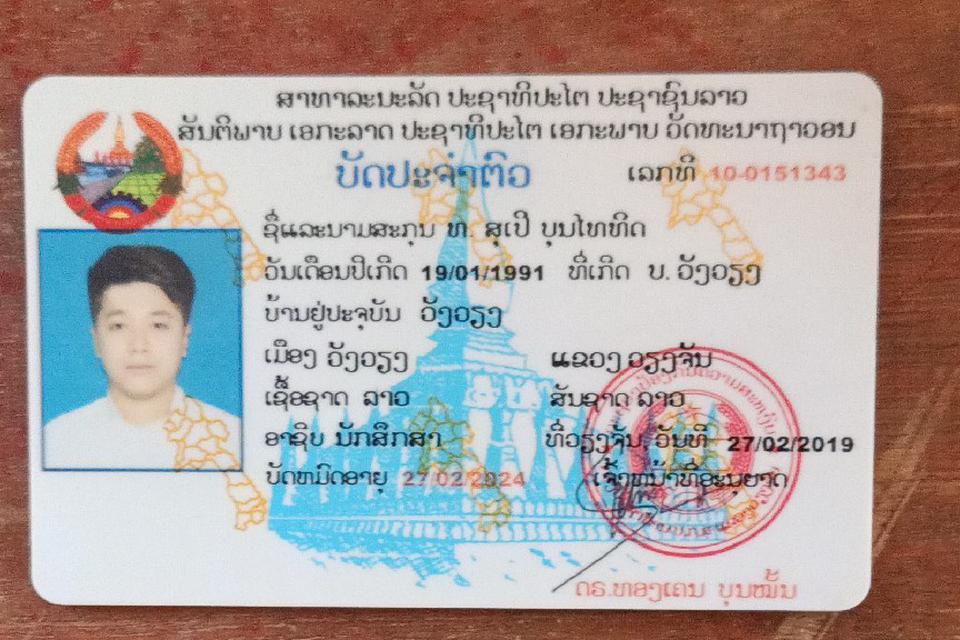 ສາທາລະນະລັດ ປະຊາທິປະໄຕ ປະຊາຊົນລາວ
ສັນຕິພາບ ເອກະລາດ ປະຊາທິປະໄຕ ເອກະພາບ ວັດທະນາຖາວອນ
ບັດປະຈຳຕົວ ເລກທີ 10-0151343
ຊື່ແລະນາມສະກຸນ ທ. ສຸເປີ ບຸນໄທທິດ
ວັນເດືອນປີເກີດ 19/01/1991 ທີ່ເກີດ ບ. ວັງວຽງ
ບ້ານຢູ່ປະຈຸບັນ ວັງວຽງ
ເມືອງ ວັງວຽງ ແຂວງ ວຽງຈັນ
ເຊື້ອຊາດ ລາວ ສັນຊາດ ລາວ
ອາຊີບ ນັກສຶກສາ ທີ່ວຽງຈັນ, ວັນທີ 27/02/2019
ບັດຫມົດອາຍຸ 27/02/2024 ເຈົ້າຫນ້າທີ່ອະນຸຍາດ
ດຣ.ທອງເຄນ ບຸນໝັ້ນ